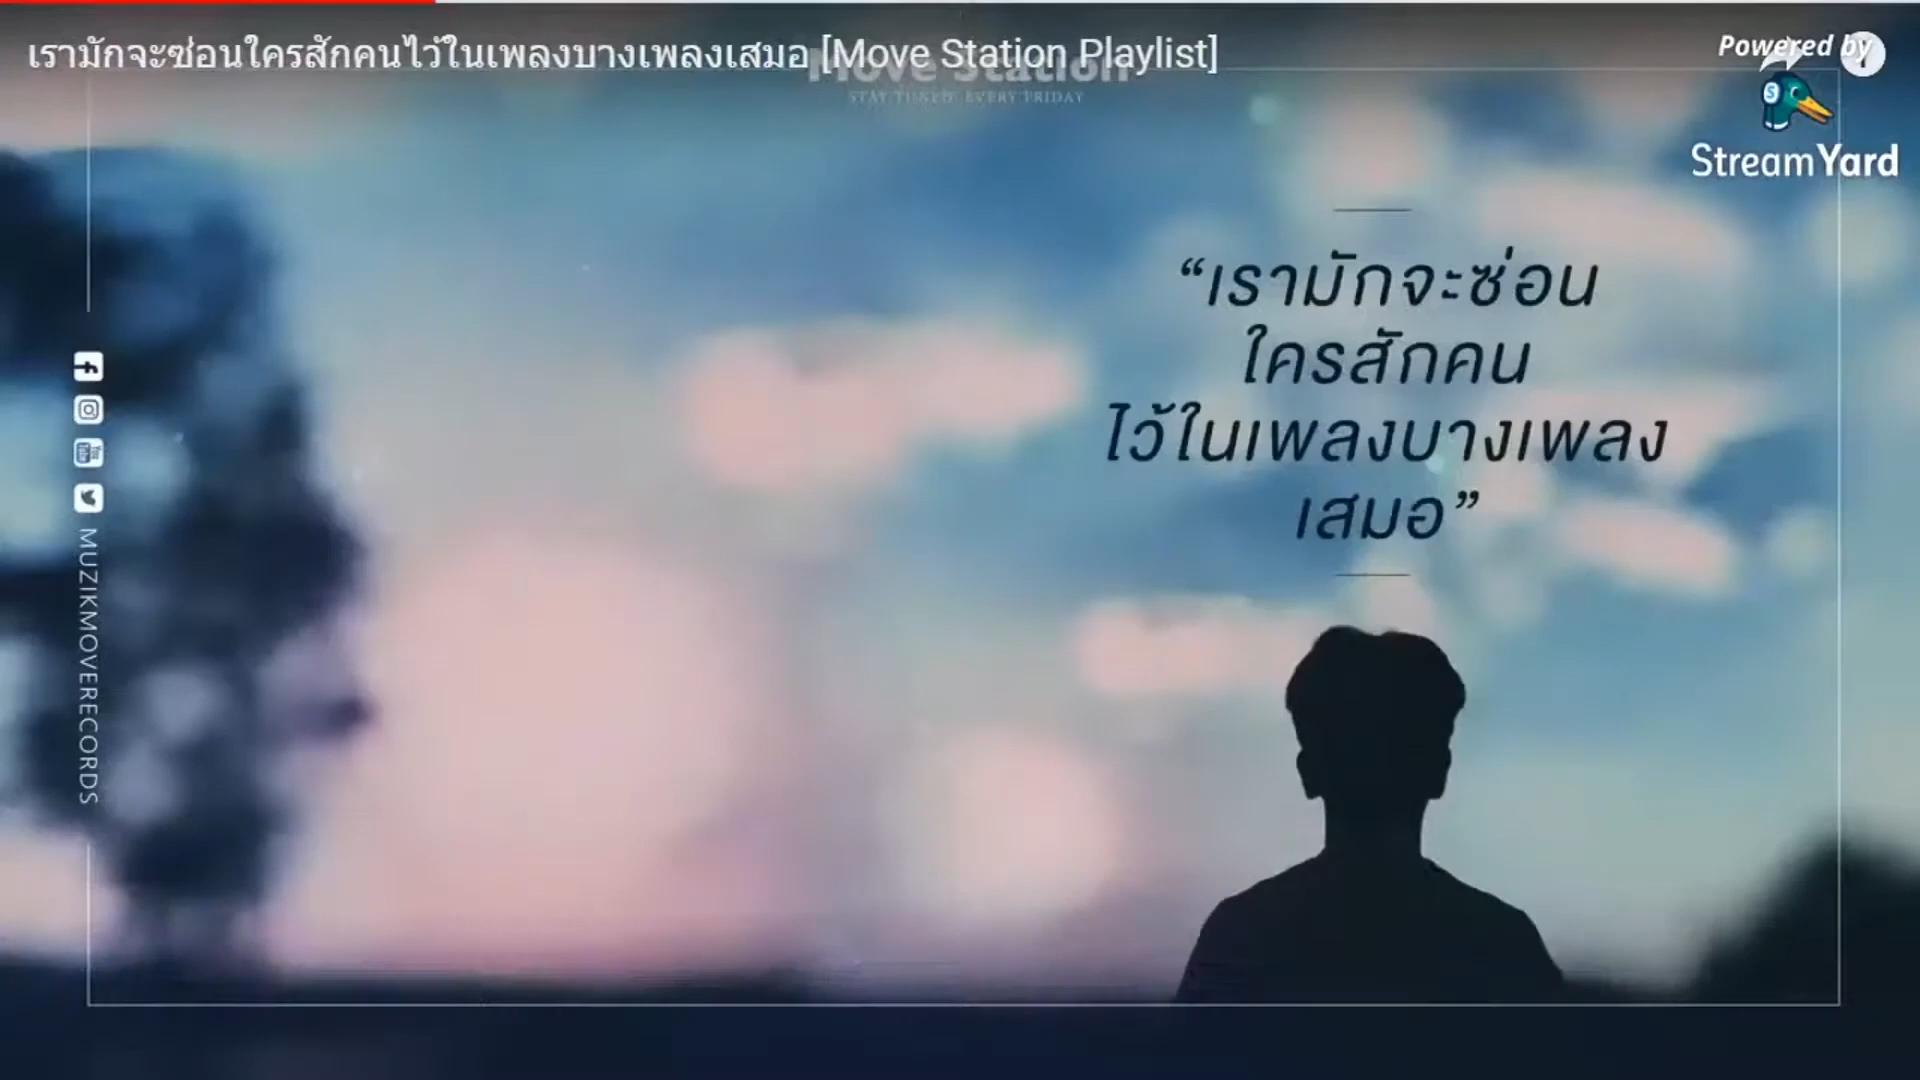 เรามักจะซ่อนใครสักคนไว้ในเพลงบางเพลงเสมอ [Move Station Playlist]
Move Station
STAY TUNED EVERY FRIDAY
Powered by
StreamYard
“เรามักจะซ่อน
ใครสักคน
ไว้ในเพลงบางเพลง
เสมอ”
MUZIKMOVERECORDS